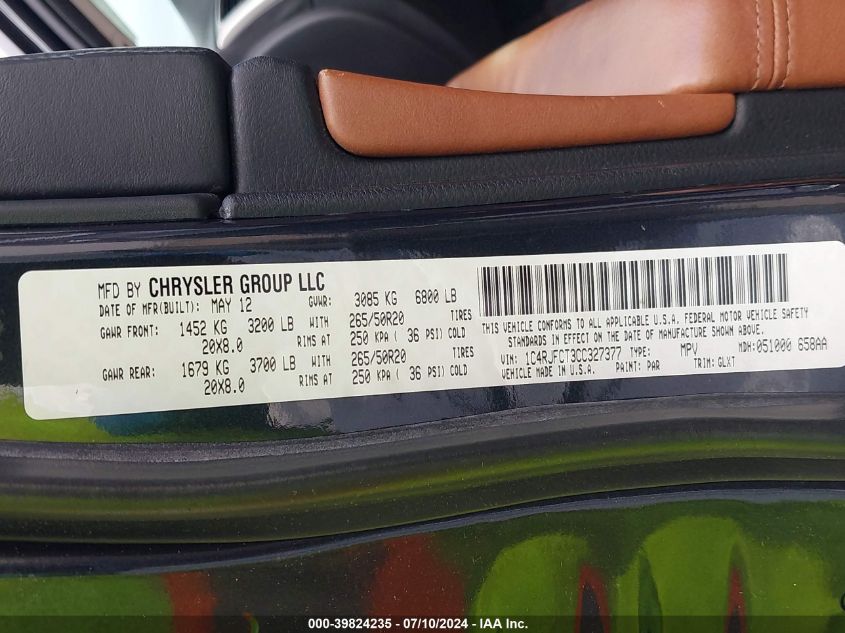 MFD BY CHRYSLER GROUP LLC
DATE OF MFR(BUILT): MAY 12 GVWR: 3085 KG 6800 LB
GAWR FRONT: 1452 KG 3200 LB WITH 265/50R20 TIRES
20X8.0 RIMS AT 250 KPA ( 36 PSI) COLD
GAWR REAR: 1679 KG 3700 LB WITH 265/50R20 TIRES
20X8.0 RIMS AT 250 KPA ( 36 PSI) COLD
THIS VEHICLE CONFORMS TO ALL APPLICABLE U.S.A. FEDERAL MOTOR VEHICLE SAFETY
STANDARDS IN EFFECT ON THE DATE OF MANUFACTURE SHOWN ABOVE.
VIN: 1C4RJFCT3CC327377 TYPE: MPV MDH:051000 658AA
VEHICLE MADE IN U.S.A. PAINT: PAR TRIM: GLXT
000-39824235 - 07/10/2024 - IAA Inc.